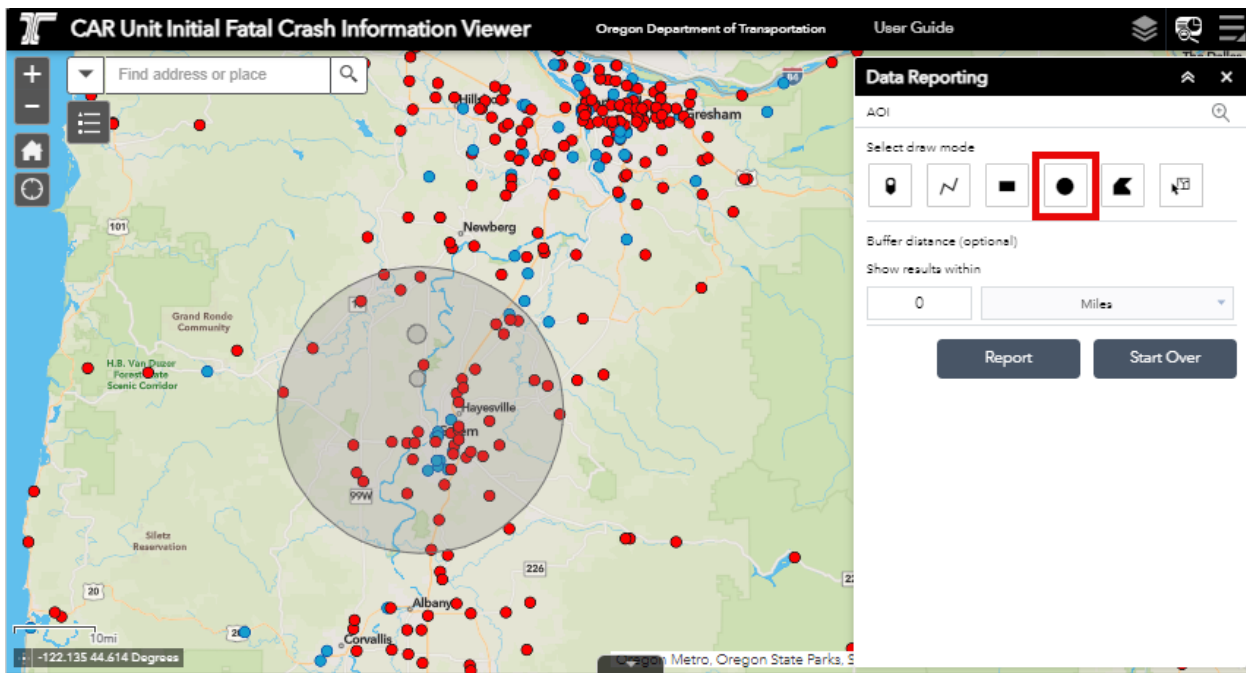 CAR Unit Initial Fatal Crash Information Viewer
Oregon Department of Transportation
User Guide
Find address or place
Data Reporting
AOI
Select draw mode
Buffer distance (optional)
Show results within
0
Miles
Report
Start Over
84
Gresham
101
Newberg
Grand Ronde
Community
H.B. Van Duzer
Scenic Corridor
Hayesville
99W
Siletz
Reservation
226
20
Albany
Corvallis
10mi
-122.135 44.614 Degrees
Oregon Metro, Oregon State Parks, S